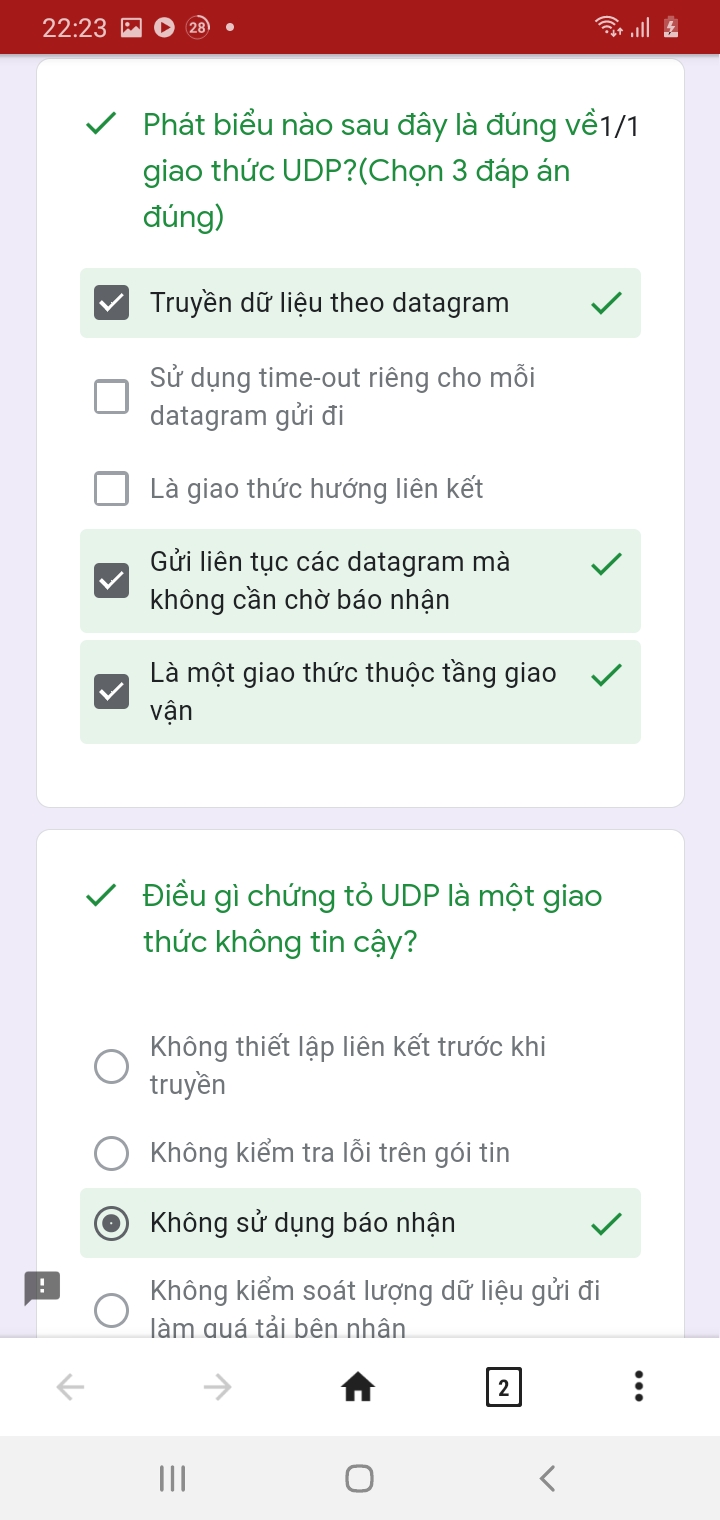 22:23
28
Phát biểu nào sau đây là đúng về 1/1
giao thức UDP?(Chọn 3 đáp án
đúng)
Truyền dữ liệu theo datagram
Sử dụng time-out riêng cho mỗi
datagram gửi đi
Là giao thức hướng liên kết
Gửi liên tục các datagram mà
không cần chờ báo nhận
Là một giao thức thuộc tầng giao
vận
Điều gì chứng tỏ UDP là một giao
thức không tin cậy?
Không thiết lập liên kết trước khi
truyền
Không kiểm tra lỗi trên gói tin
Không sử dụng báo nhận
Không kiểm soát lượng dữ liệu gửi đi
làm quá tải bên nhận
2